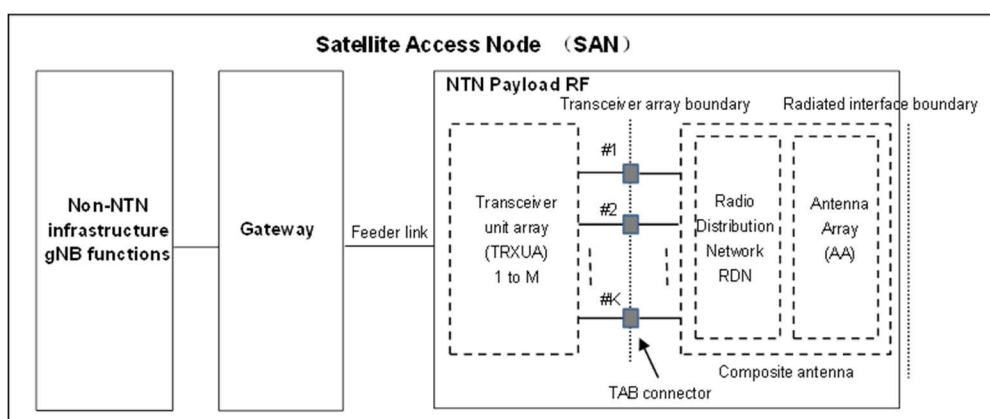 Satellite Access Node （SAN）
NTN Payload RF
Transceiver array boundary
Radiated interface boundary
Non-NTN
infrastructure
gNB functions
Gateway
Feeder link
Transceiver
unit array
(TRXUA)
1 to M
#1
#2
#K
Radio
Distribution
Network
RDN
Antenna
Array
(AA)
Composite antenna
TAB connector